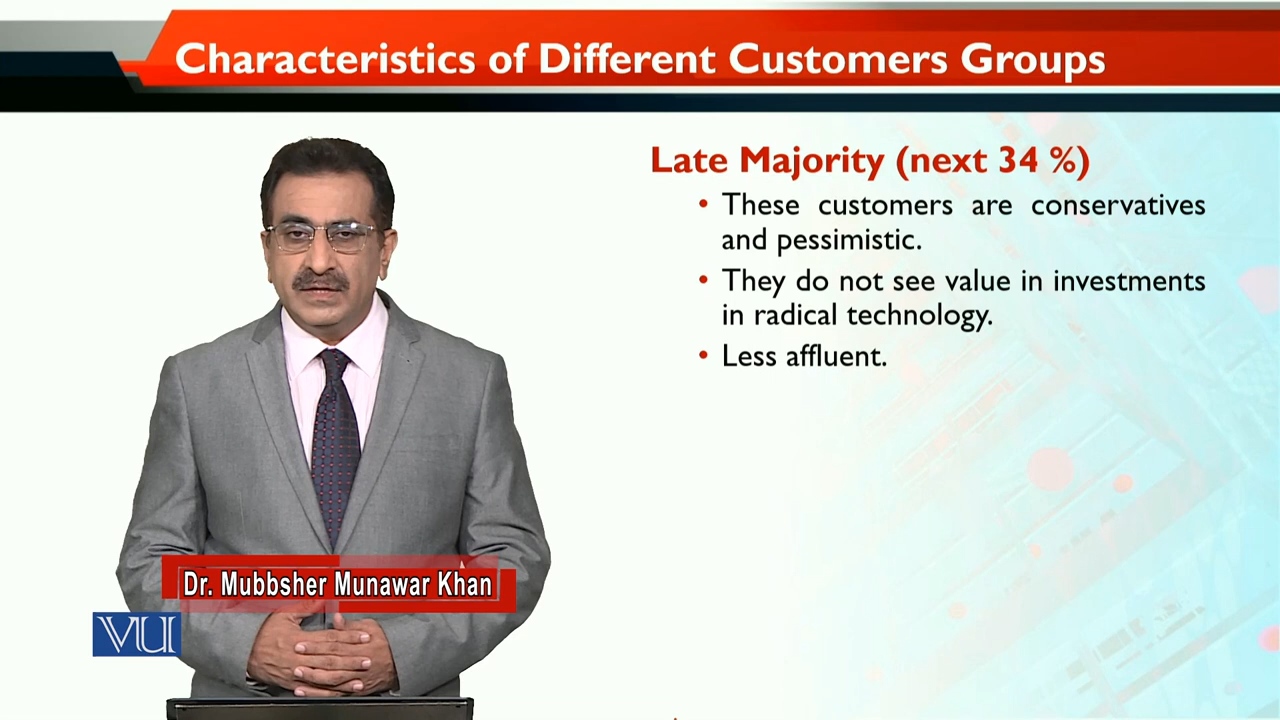 Characteristics of Different Customers Groups
Late Majority (next 34 %)
• These customers are conservatives
and pessimistic.
• They do not see value in investments
in radical technology.
• Less affluent.
Dr. Mubbsher Munawar Khan
VU